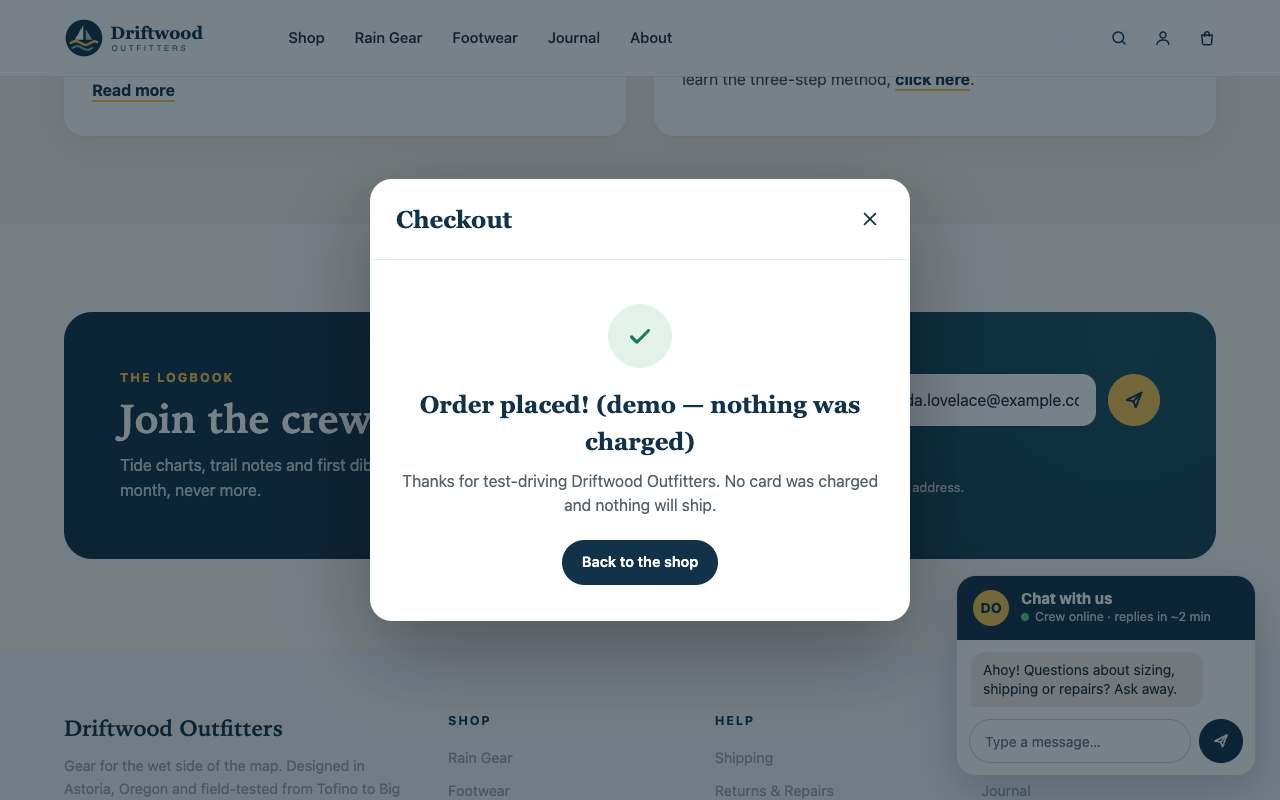 Driftwood
OUTFITTERS
Shop
Rain Gear
Footwear
Journal
About
Read more
learn the three-step method, click here.
Checkout
Order placed! (demo — nothing was
charged)
Thanks for test-driving Driftwood Outfitters. No card was charged
and nothing will ship.
Back to the shop
THE LOGBOOK
Join the crew
Tide charts, trail notes and first
month, never more.
lovelace@example.co
address.
DO
Chat with us
Crew online · replies in ~2 min
Ahoy! Questions about sizing,
shipping or repairs? Ask away.
Type a message...
Driftwood Outfitters
Gear for the wet side of the map. Designed in
Astoria, Oregon and field-tested from Tofino to Big
SHOP
Rain Gear
Footwear
HELP
Shipping
Returns & Repairs
Journal